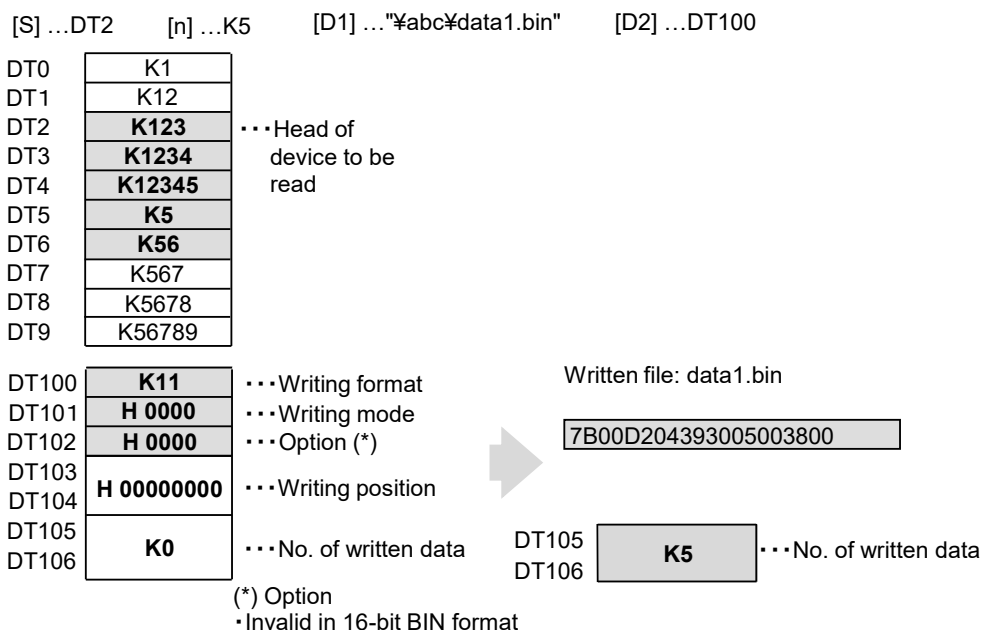 [S] …DT2 [n] …K5 [D1] …"¥abc¥data1.bin" [D2] …DT100
DT0 K1
DT1 K12
DT2 K123 ･･･Head of
DT3 K1234 device to be
DT4 K12345 read
DT5 K5
DT6 K56
DT7 K567
DT8 K5678
DT9 K56789
Written file: data1.bin
DT100 K11 ･･･Writing format
DT101 H 0000 ･･･Writing mode
DT102 H 0000 ･･･Option (*)
7B00D204393005003800
DT103
DT104 H 00000000 ･･･Writing position
DT105
DT106 K0 ･･･No. of written data
DT105
DT106 K5 ･･･No. of written data
(*) Option
･Invalid in 16-bit BIN format